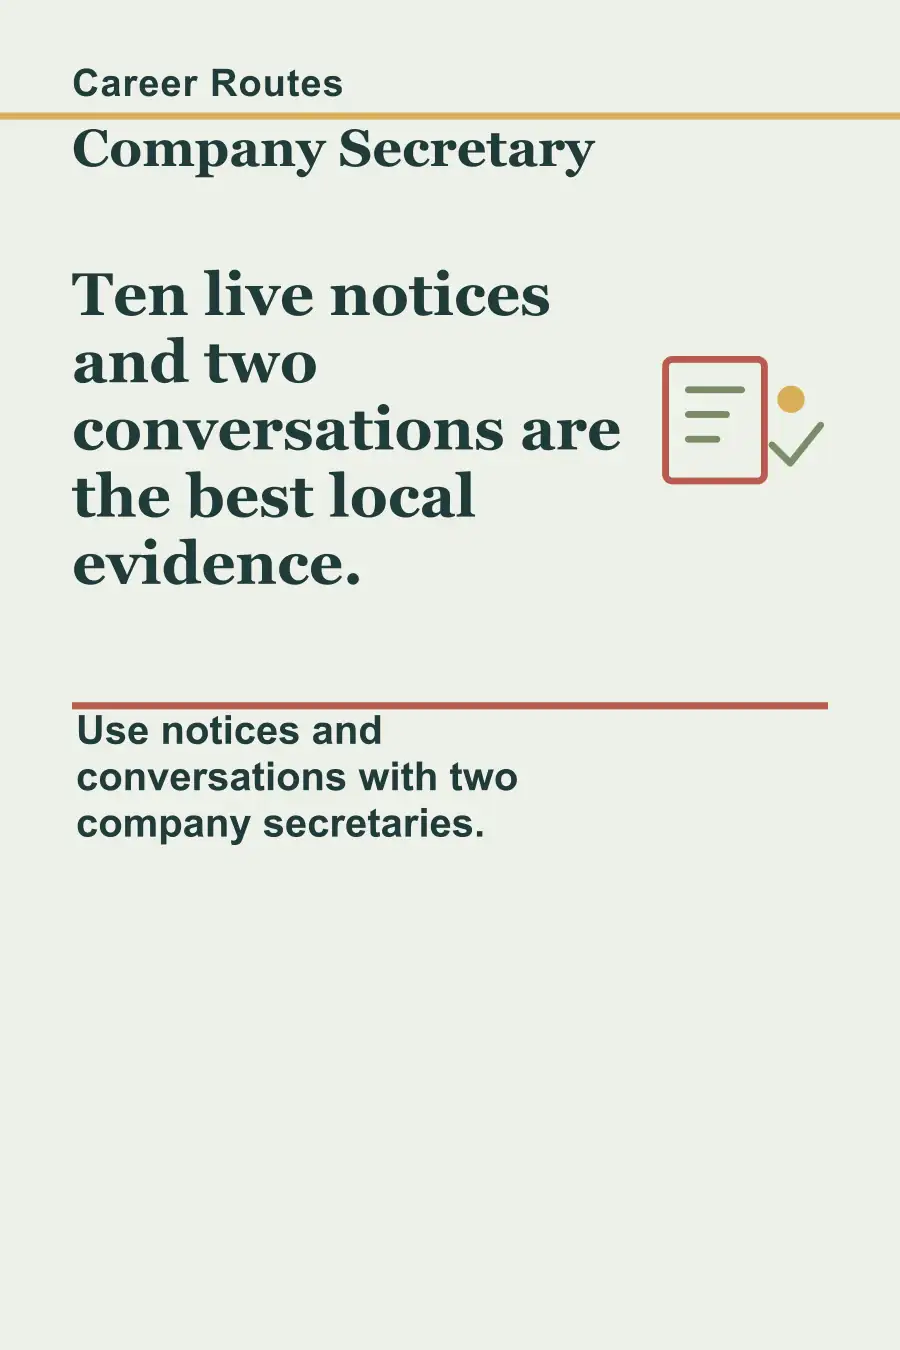 Career Routes
Company Secretary
Ten live notices
and two
conversations are
the best local
evidence.
Use notices and
conversations with two
company secretaries.